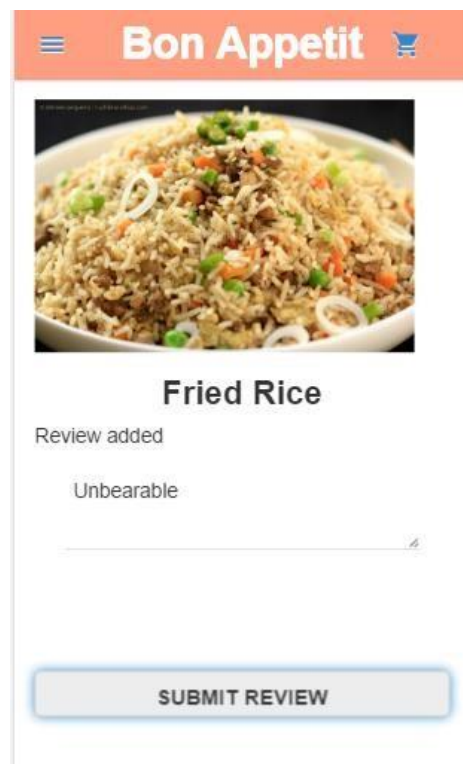 Bon Appetit
Fried Rice
Review added
Unbearable
SUBMIT REVIEW